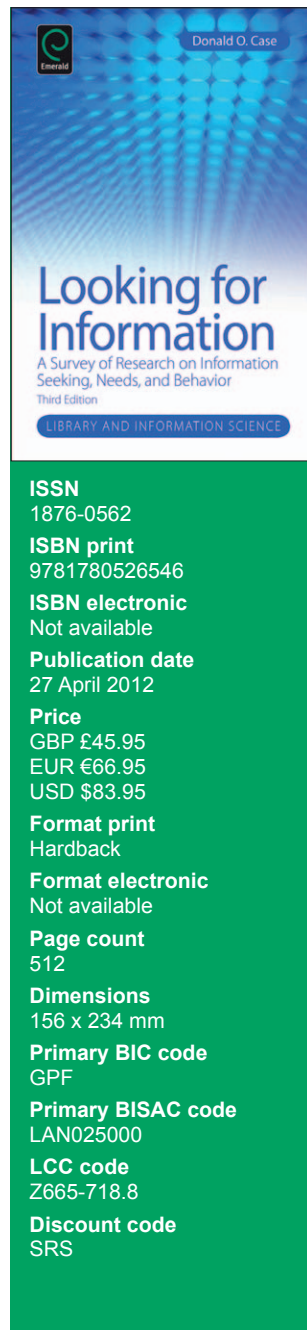 Emerald
Donald O. Case
Looking for
Information
A Survey of Research on Information
Seeking, Needs, and Behavior
Third Edition
LIBRARY AND INFORMATION SCIENCE
ISSN
1876-0562
ISBN print
9781780526546
ISBN electronic
Not available
Publication date
27 April 2012
Price
GBP £45.95
EUR €66.95
USD $83.95
Format print
Hardback
Format electronic
Not available
Page count
512
Dimensions
156 x 234 mm
Primary BIC code
GPF
Primary BISAC code
LAN025000
LCC code
Z665-718.8
Discount code
SRS